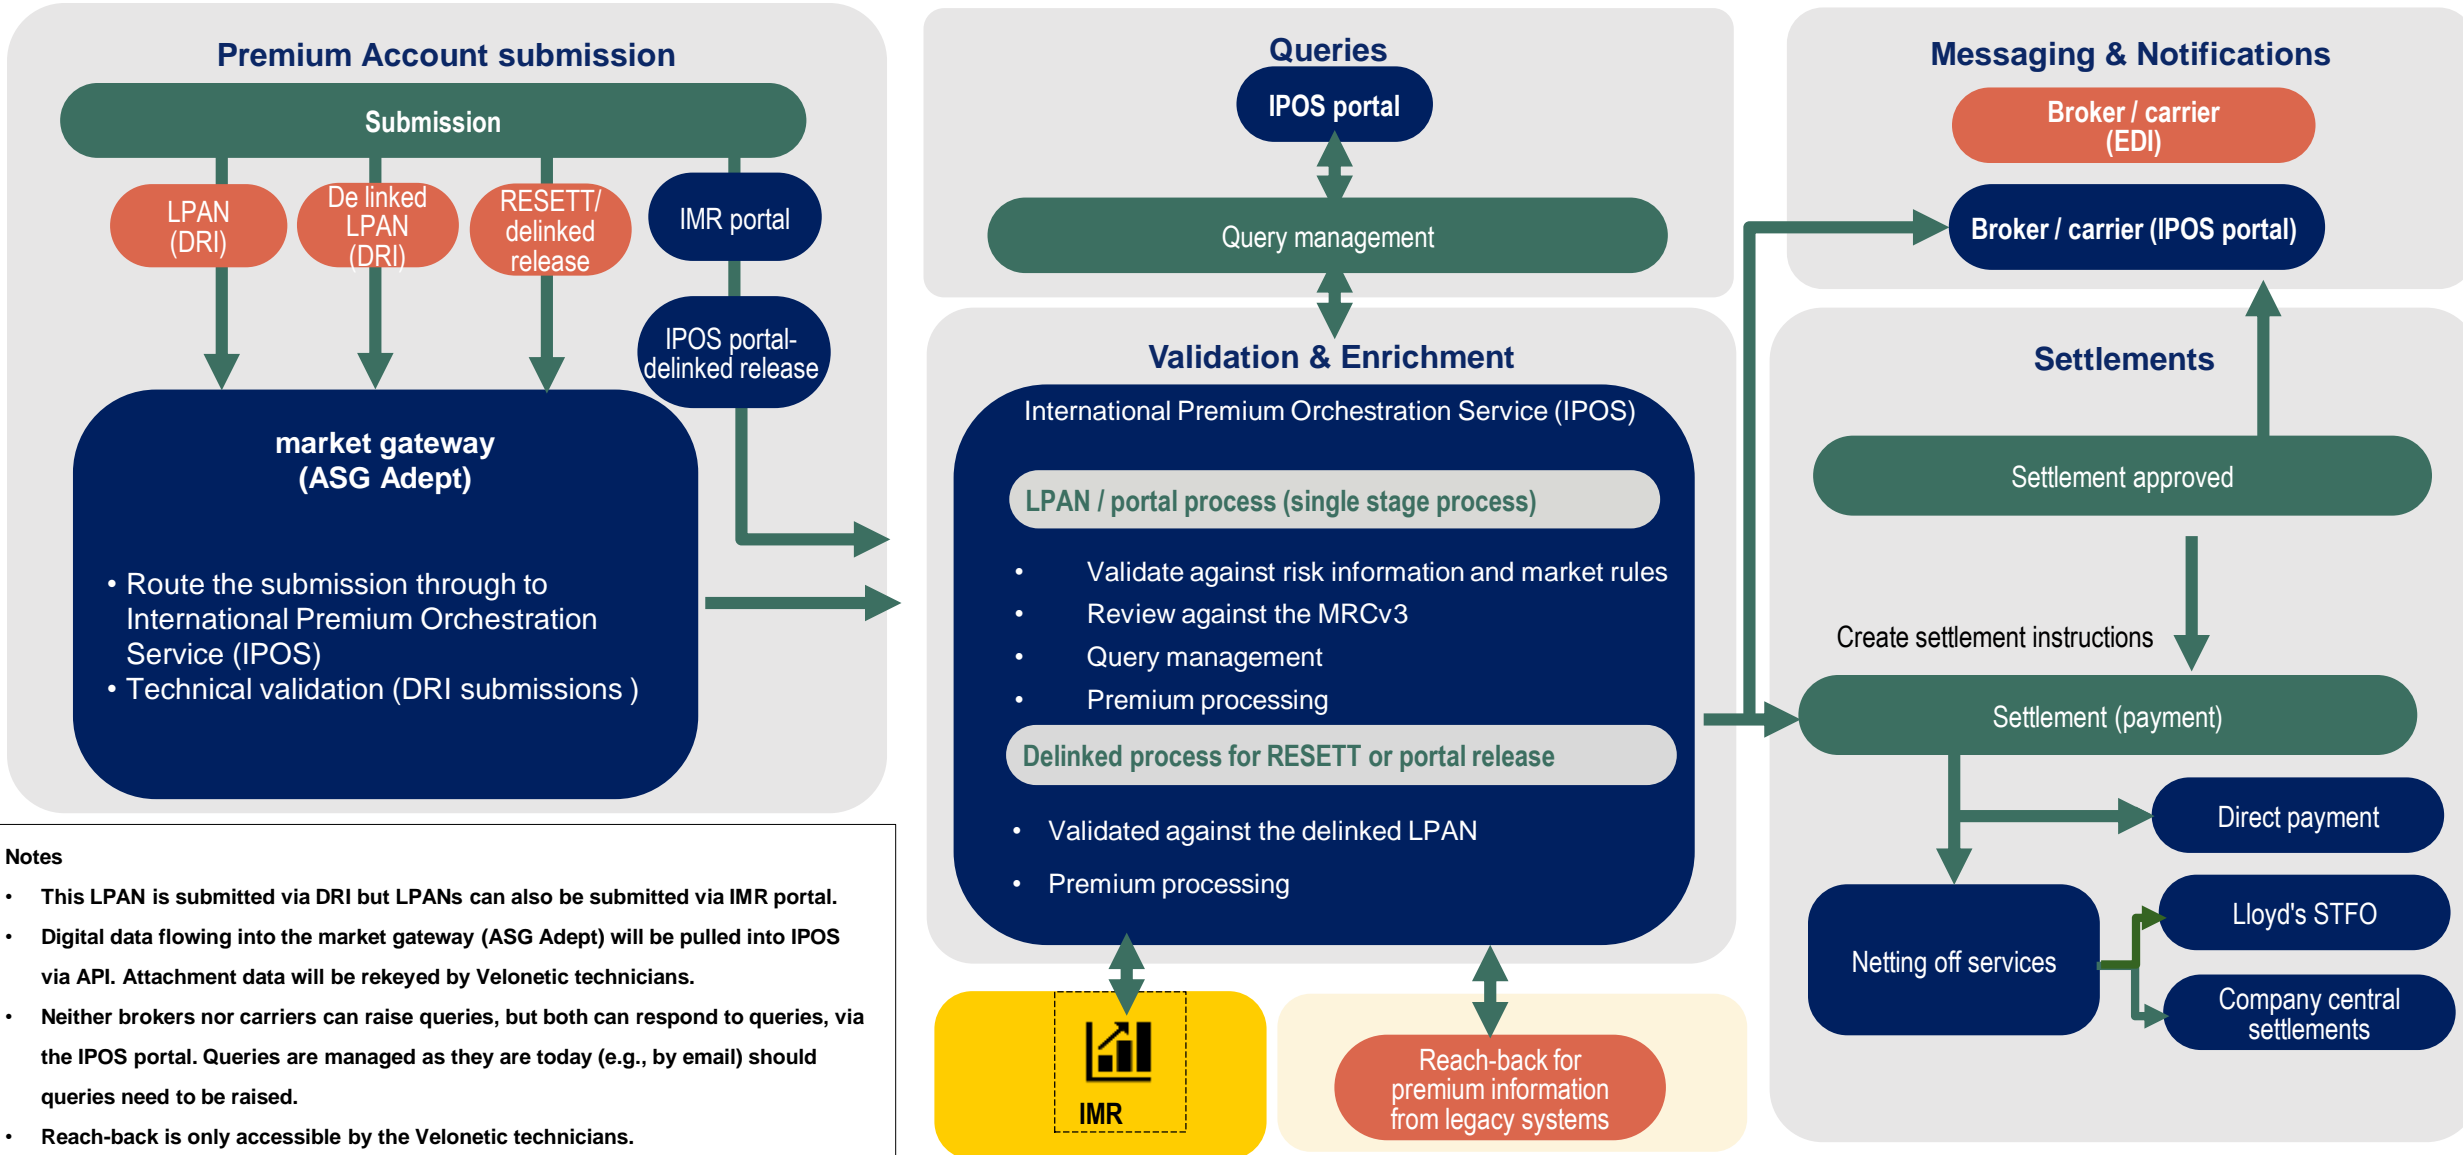 Premium Account submission
Submission
LPAN
(DRI)
De linked
LPAN
(DRI)
RESETT/
delinked
release
IMR portal
IPOS portal-
delinked release
market gateway
(ASG Adept)
• Route the submission through to
International Premium Orchestration
Service (IPOS)
• Technical validation (DRI submissions )
Notes
• This LPAN is submitted via DRI but LPANs can also be submitted via IMR portal.
• Digital data flowing into the market gateway (ASG Adept) will be pulled into IPOS
via API. Attachment data will be rekeyed by Velonetic technicians.
• Neither brokers nor carriers can raise queries, but both can respond to queries, via
the IPOS portal. Queries are managed as they are today (e.g., by email) should
queries need to be raised.
• Reach-back is only accessible by the Velonetic technicians.
Queries
IPOS portal
Query management
Validation & Enrichment
International Premium Orchestration Service (IPOS)
LPAN / portal process (single stage process)
• Validate against risk information and market rules
• Review against the MRCv3
• Query management
• Premium processing
Delinked process for RESETT or portal release
• Validated against the delinked LPAN
• Premium processing
IMR
Reach-back for
premium information
from legacy systems
Messaging & Notifications
Broker / carrier
(EDI)
Broker / carrier (IPOS portal)
Settlements
Settlement approved
Create settlement instructions
Settlement (payment)
Direct payment
Netting off services
Lloyd's STFO
Company central
settlements